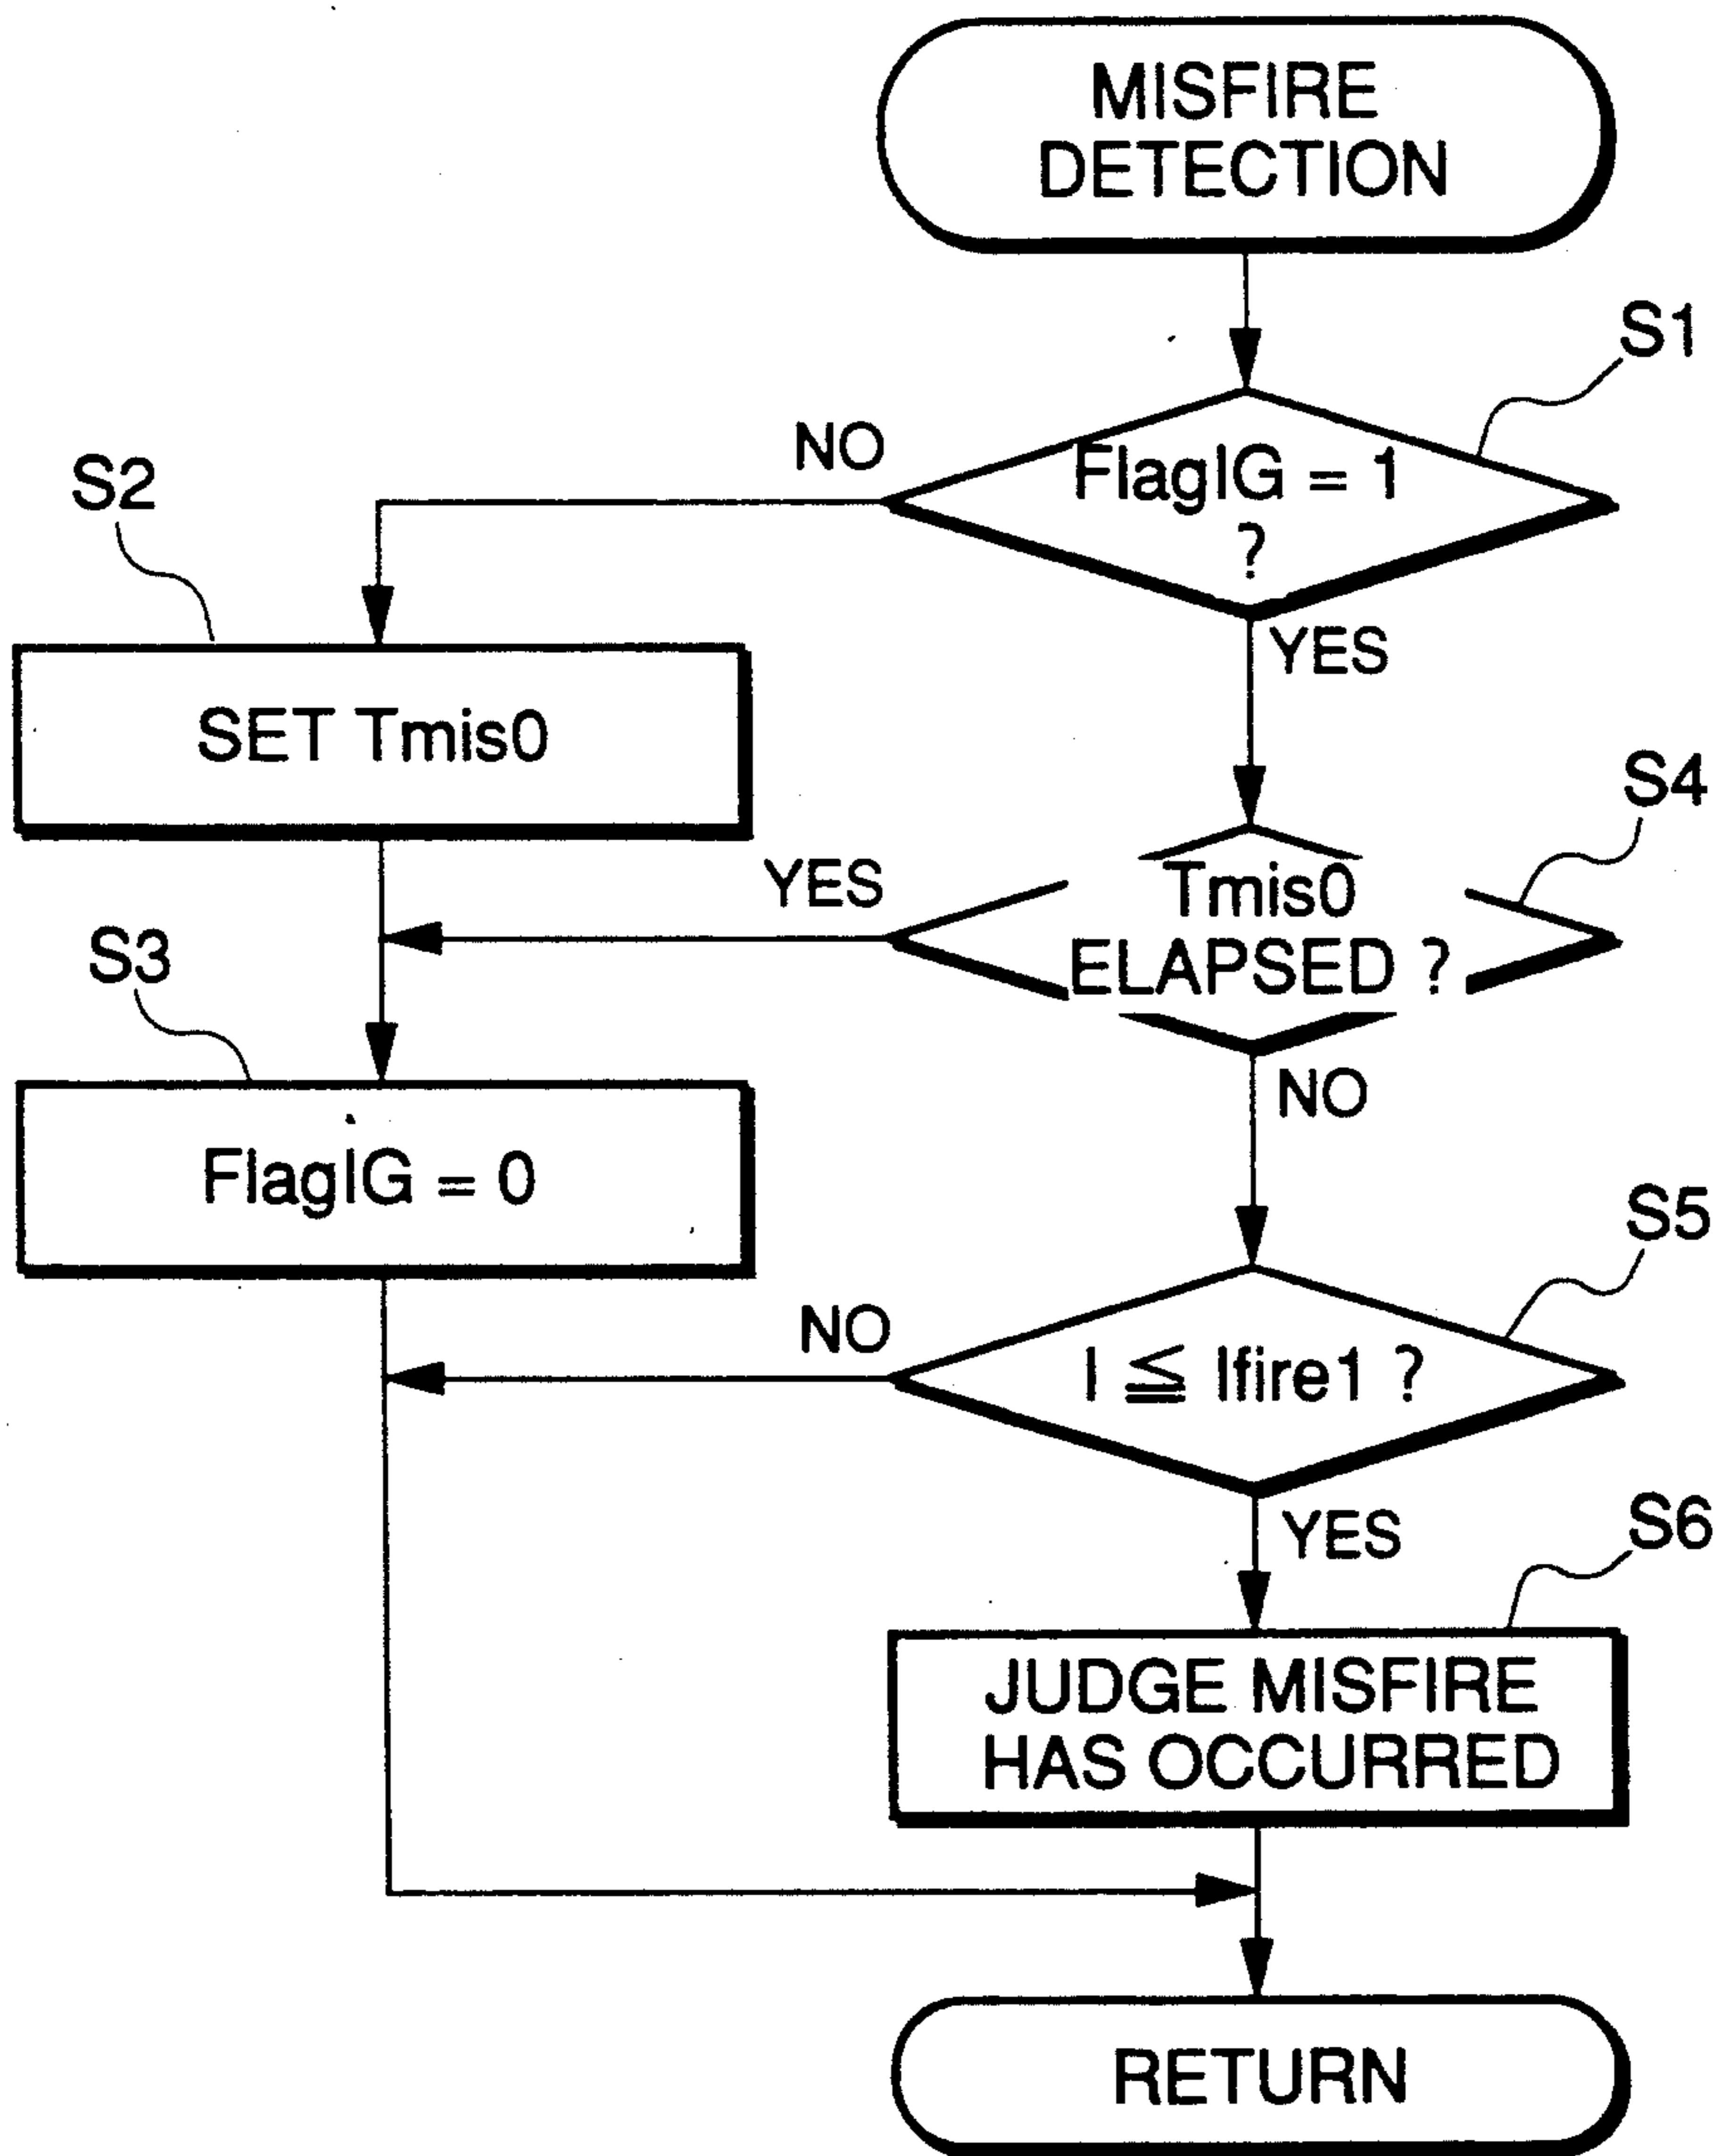 MISFIRE
DETECTION
S1
FlagIG = 1
?
NO
YES
S2
SET Tmis0
S4
Tmis0
ELAPSED ?
YES
NO
S3
FlagIG = 0
S5
I ≦ Ifire1 ?
NO
YES
S6
JUDGE MISFIRE
HAS OCCURRED
RETURN